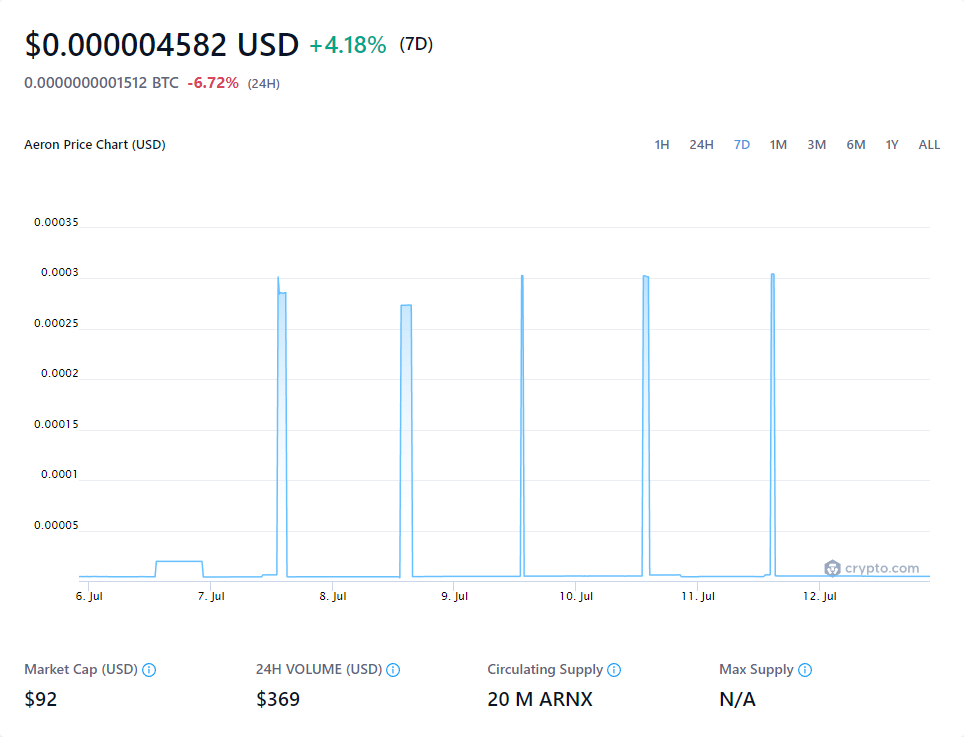 $0.000004582 USD +4.18% (7D)
0.0000000001512 BTC -6.72% (24H)
Aeron Price Chart (USD) 1H 24H 7D 1M 3M 6M 1Y ALL
0.00035
0.0003
0.00025
0.0002
0.00015
0.0001
0.00005
crypto.com
6. Jul 7. Jul 8. Jul 9. Jul 10. Jul 11. Jul 12. Jul
Market Cap (USD) 24H VOLUME (USD) Circulating Supply Max Supply
$92 $369 20 M ARNX N/A